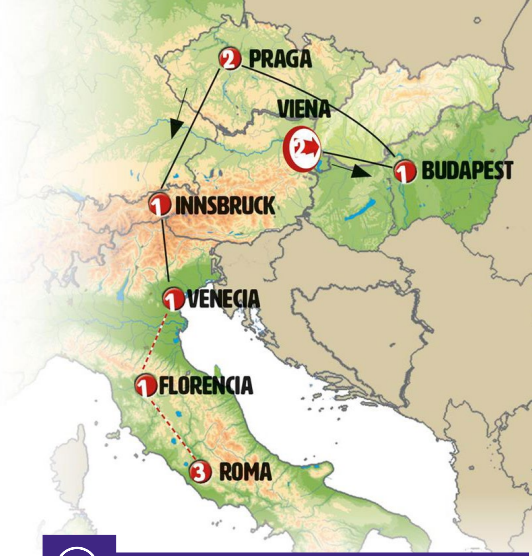 2 PRAGA
VIENA
2
1 BUDAPEST
1 INNSBRUCK
1 VENECIA
1 FLORENCIA
3 ROMA